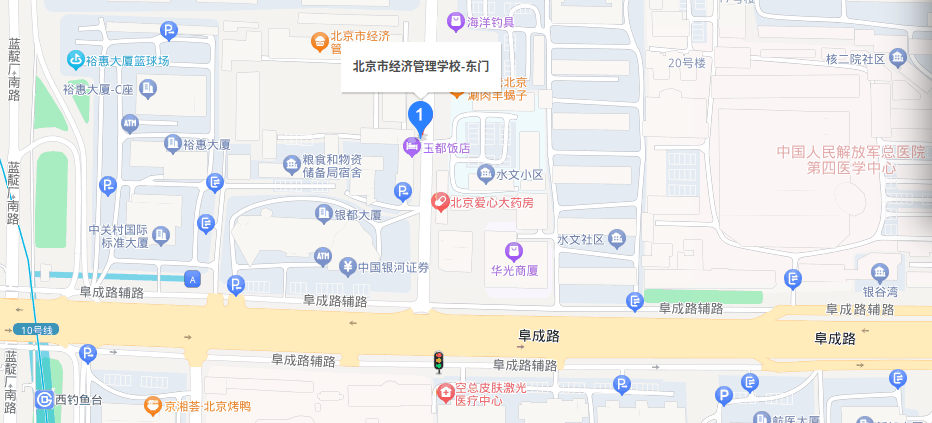 海洋钓具
北京市经济
管
蓝靛厂南路
裕惠大厦篮球场
20号楼
核二院社区
北京市经济管理学校-东门
裕惠大厦-C座
北京
涮肉羊蝎子
1
ATM
裕惠大厦
玉都饭店
中国人民解放军总医院
第四医学中心
粮食和物资
储备局宿舍
水文小区
蓝靛厂南路
北京爱心大药房
银都大厦
中关村国际
标准大厦
水文社区
ATM
中国银河证券
华光商厦
A
银谷湾
阜成路辅路
阜成路辅路
阜成路辅路
阜成路辅路
10号线
阜成路
阜成路
阜成路辅路
阜成路辅路
蓝靛厂南路
西钓鱼台
京湘荟·北京烤鸭
空总皮肤激光
医疗中心
航医大厦